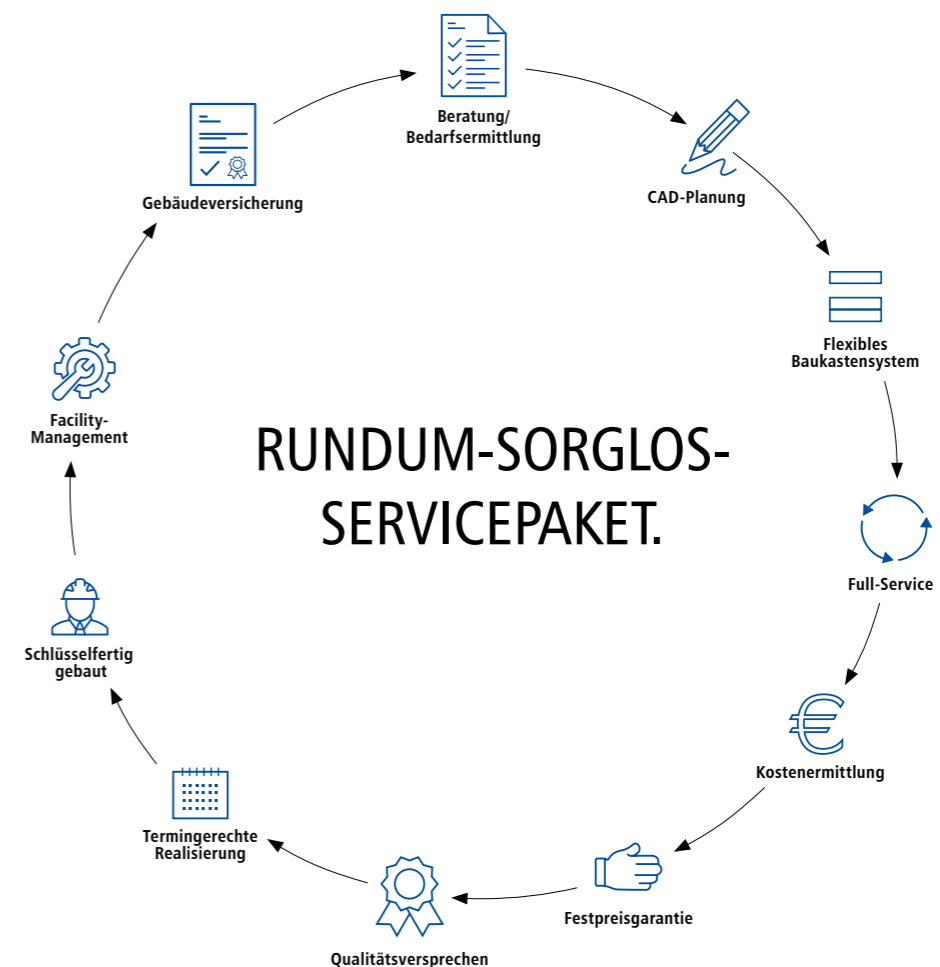 Beratung/
Bedarfsermittlung
CAD-Planung
Flexibles
Baukastensystem
Full-Service
Kostenermittlung
Festpreisgarantie
Qualitätsversprechen
Termingerechte
Realisierung
Schlüsselfertig
gebaut
Facility-
Management
Gebäudeversicherung
RUNDUM-SORGLOS-
SERVICEPAKET.